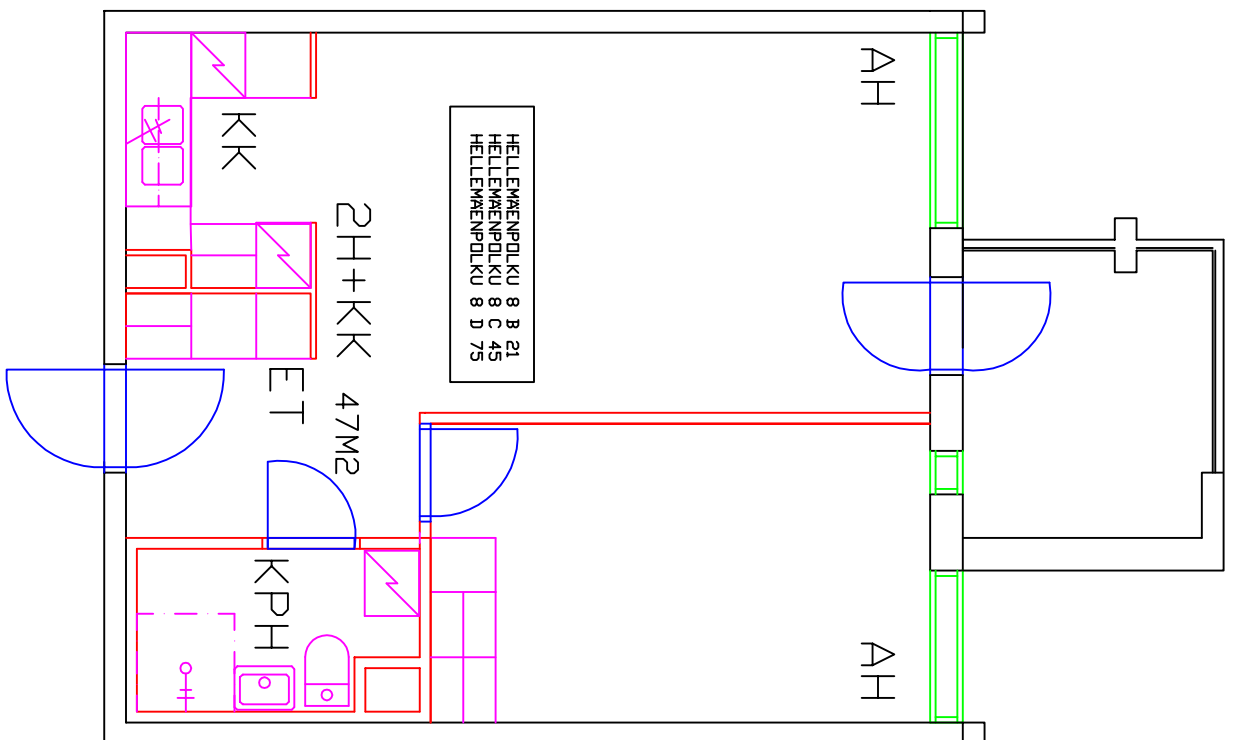 AH
AH
HELLEMÄENPOLKU 8 B 21
HELLEMÄENPOLKU 8 C 45
HELLEMÄENPOLKU 8 D 75
2H+KK 47M2
ET
KPH
KK